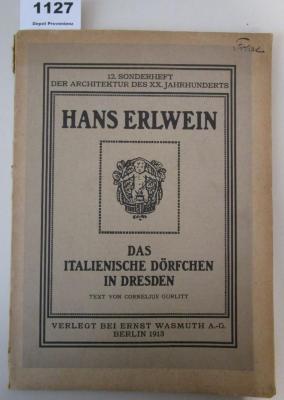 1127
Depot Provenienz
12. SONDERHEFT
DER ARCHITEKTUR DES XX. JAHRHUNDERTS
HANS ERLWEIN
DAS
ITALIENISCHE DÖRFCHEN
IN DRESDEN
TEXT VON CORNELIUS GURLITT
VERLEGT BEI ERNST WASMUTH A.-G.
BERLIN 1913